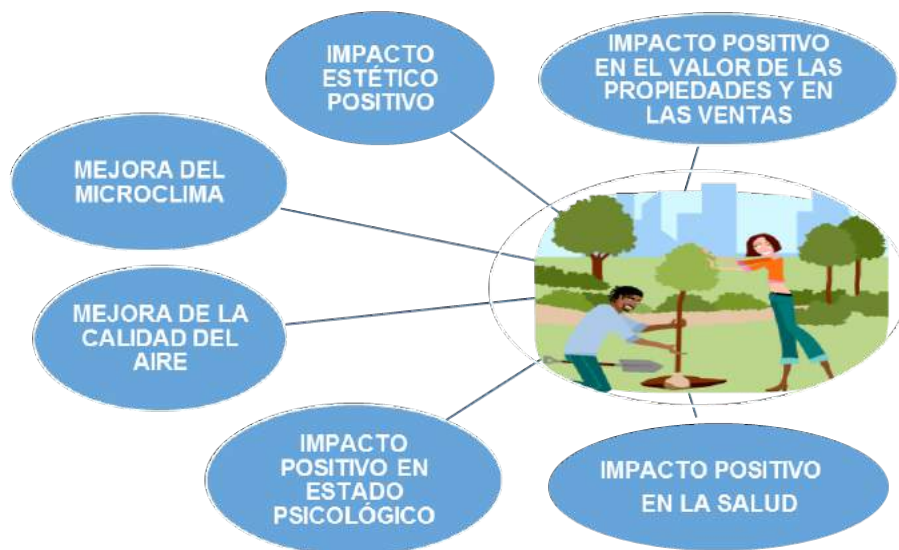 IMPACTO
ESTÉTICO
POSITIVO
IMPACTO POSITIVO
EN EL VALOR DE LAS
PROPIEDADES Y EN
LAS VENTAS
MEJORA DEL
MICROCLIMA
MEJORA DE LA
CALIDAD DEL
AIRE
IMPACTO
POSITIVO EN
ESTADO
PSICOLÓGICO
IMPACTO POSITIVO
EN LA SALUD